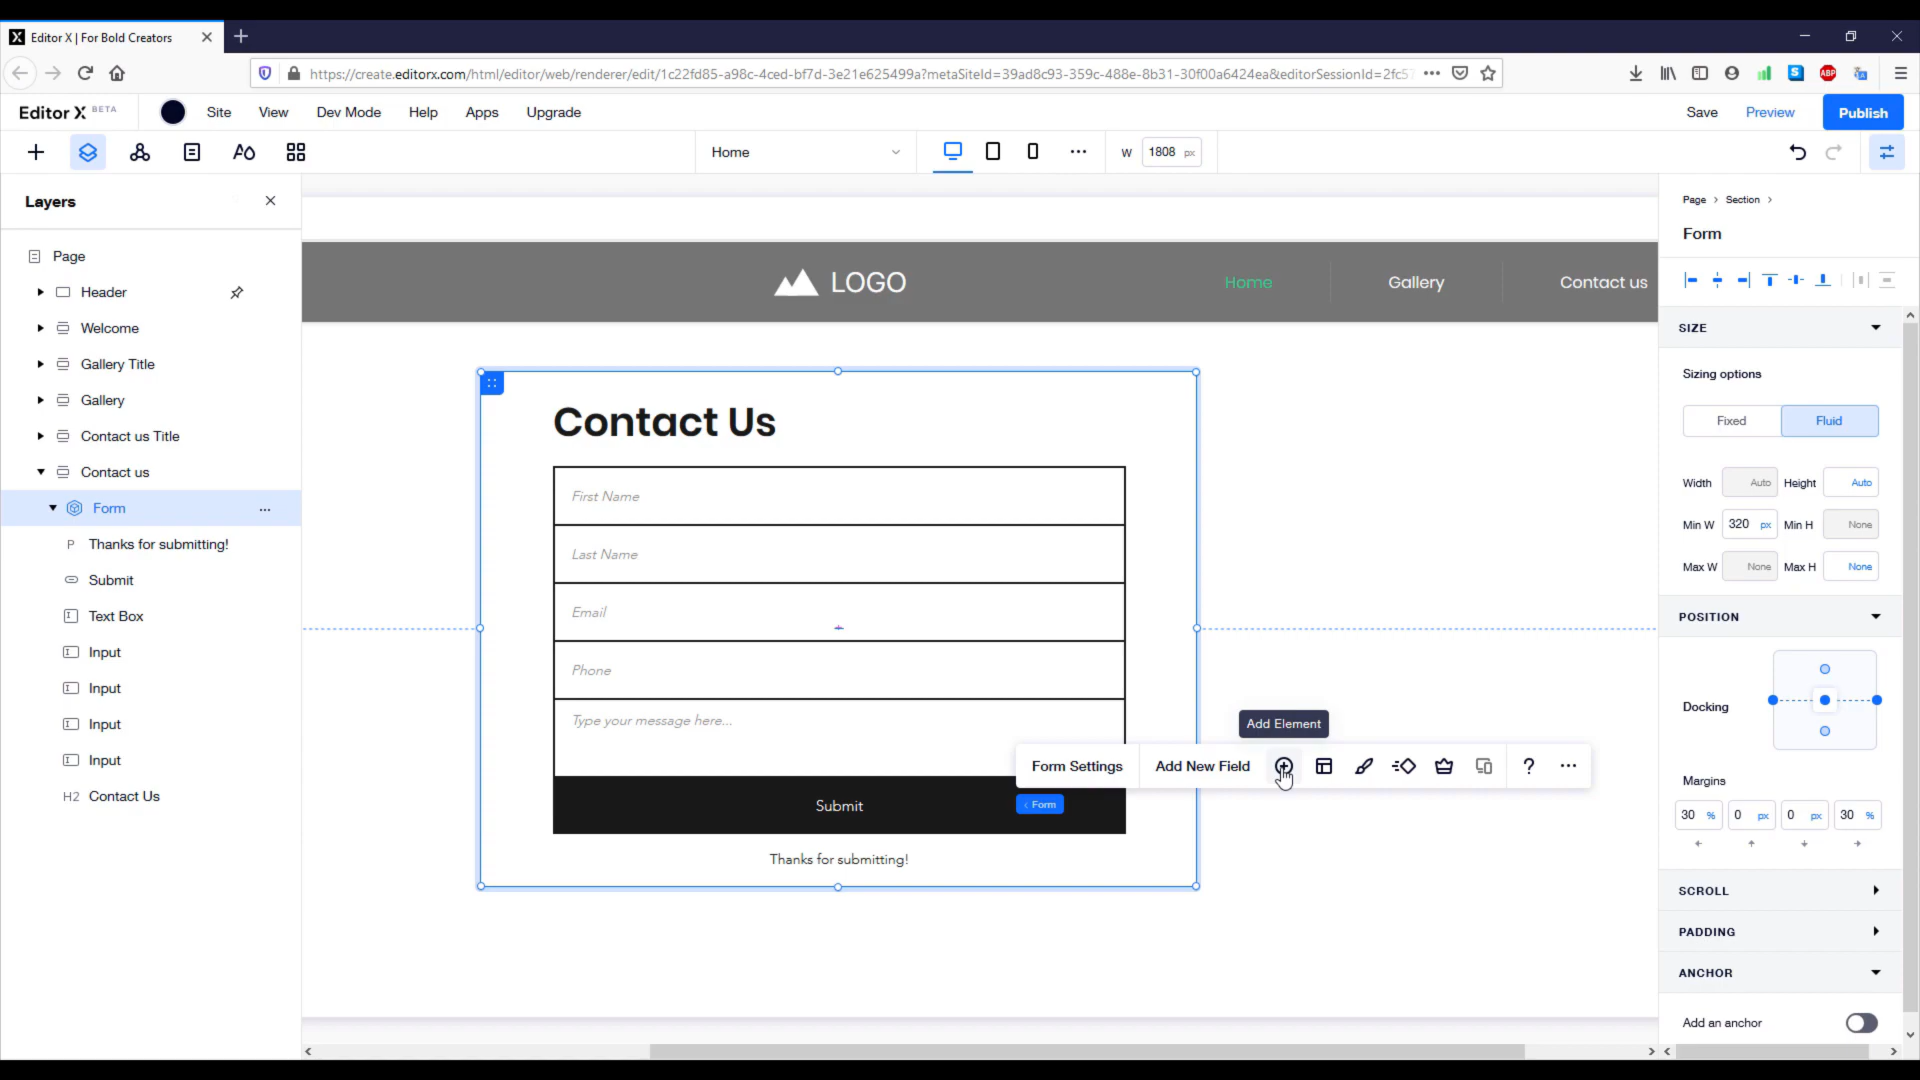 Editor X | For Bold Creators
https://create.editorx.com/html/editor/web/renderer/edit/1c22fd85-a98c-4ced-bf7d-3e21e625499a?metaSiteId=39ad8c93-359c-488e-8b31-30f00a6424ea&editorSessionId=2fc57
ABP
Editor X BETA
Site
View
Dev Mode
Help
Apps
Upgrade
Save
Preview
Publish
Home
W
1808 px
Layers
Page
Header
Welcome
Gallery Title
Gallery
Contact us Title
Contact us
Form
Thanks for submitting!
Submit
Text Box
Input
Input
Input
Input
H2 Contact Us
LOGO
Home
Gallery
Contact us
Contact Us
First Name
Last Name
Email
Phone
Type your message here...
Submit
Thanks for submitting!
Add Element
Form Settings
Add New Field
?
< Form
Page > Section >
Form
SIZE
Sizing options
Fixed
Fluid
Width Auto Height Auto
Min W 320 px Min H None
Max W None Max H None
POSITION
Docking
Margins
30 % 0 px 0 px 30 %
SCROLL
PADDING
ANCHOR
Add an anchor